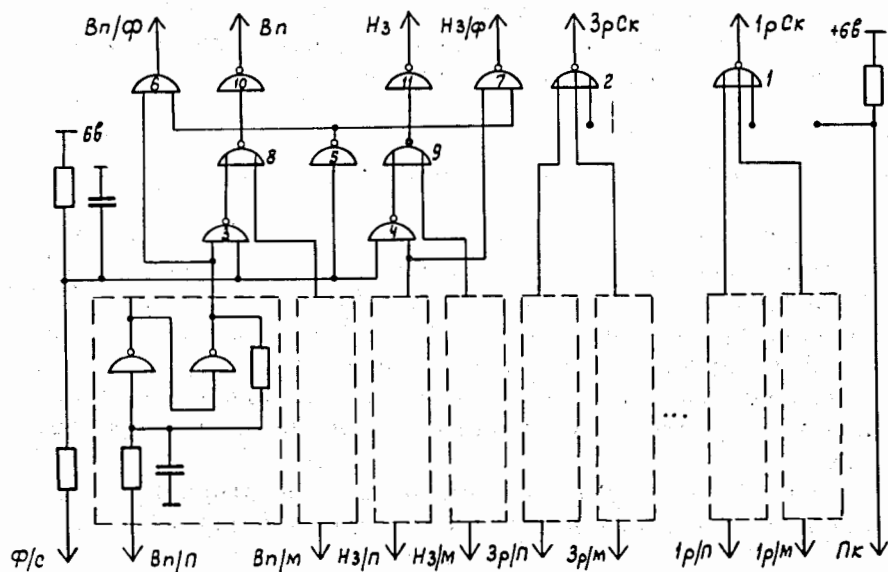 Вп/Ф Вп Нз Нз/Ф 3рСк 1рСк
+6в
6 10 11 7 2 1
6в
8 5 9
3 4
...
Ф/с Вп/П Вп/м Нз/п Нз/м 3р/П 3р/м 1р/П 1р/м Пк